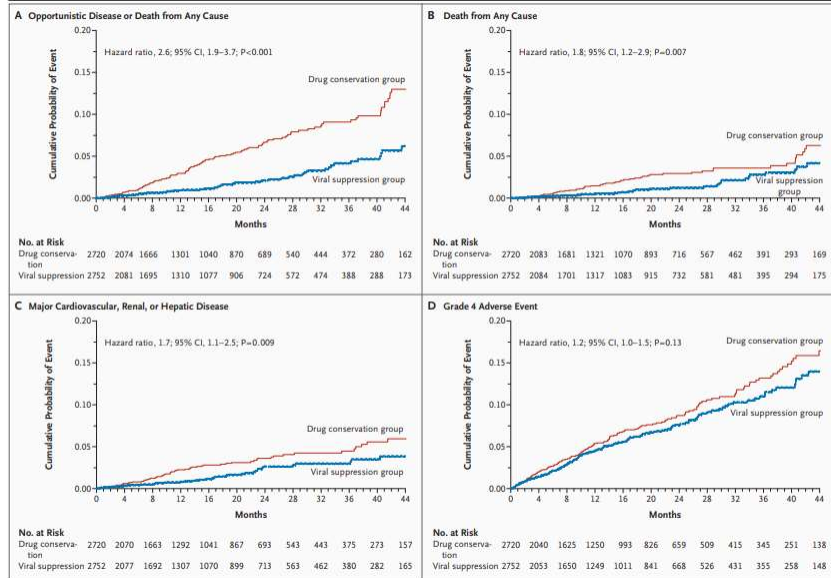 A Opportunistic Disease or Death from Any Cause
Cumulative Probability of Event
0.20
0.15
0.10
0.05
0.00
Hazard ratio, 2.6; 95% CI, 1.9–3.7; P<0.001
Drug conservation group
Viral suppression group
0 4 8 12 16 20 24 28 32 36 40 44
Months
No. at Risk
Drug conserva- 2720 2074 1666 1301 1040 870 689 540 444 372 280 162
tion
Viral suppression 2752 2081 1695 1310 1077 906 724 572 474 388 288 173
B Death from Any Cause
Cumulative Probability of Event
0.20
0.15
0.10
0.05
0.00
Hazard ratio, 1.8; 95% CI, 1.2–2.9; P=0.007
Drug conservation group
Viral suppression
group
0 4 8 12 16 20 24 28 32 36 40 44
Months
No. at Risk
Drug conserva- 2720 2083 1681 1321 1070 893 716 567 462 391 293 169
tion
Viral suppression 2752 2084 1701 1317 1083 915 732 581 481 395 294 175
C Major Cardiovascular, Renal, or Hepatic Disease
Cumulative Probability of Event
0.20
0.15
0.10
0.05
0.00
Hazard ratio, 1.7; 95% CI, 1.1–2.5; P=0.009
Drug conservation group
Viral suppression group
0 4 8 12 16 20 24 28 32 36 40 44
Months
No. at Risk
Drug conserva- 2720 2070 1663 1292 1041 867 693 543 443 375 273 157
tion
Viral suppression 2752 2077 1692 1307 1070 899 713 563 462 380 282 165
D Grade 4 Adverse Event
Cumulative Probability of Event
0.20
0.15
0.10
0.05
0.00
Hazard ratio, 1.2; 95% CI, 1.0–1.5; P=0.13
Drug conservation group
Viral suppression group
0 4 8 12 16 20 24 28 32 36 40 44
Months
No. at Risk
Drug conserva- 2720 2040 1625 1250 993 826 659 509 415 345 251 138
tion
Viral suppression 2752 2053 1650 1249 1011 841 668 526 431 355 258 148